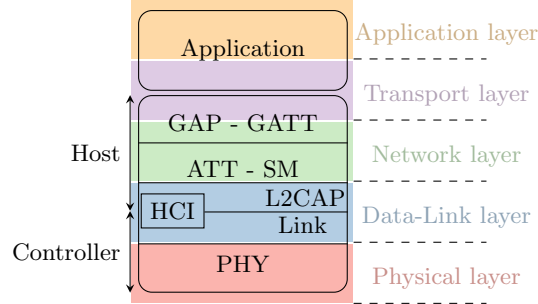 Application layer
Application
Transport layer
GAP - GATT
Host
Network layer
ATT - SM
L2CAP
HCI
Data-Link layer
Link
Controller
PHY
Physical layer